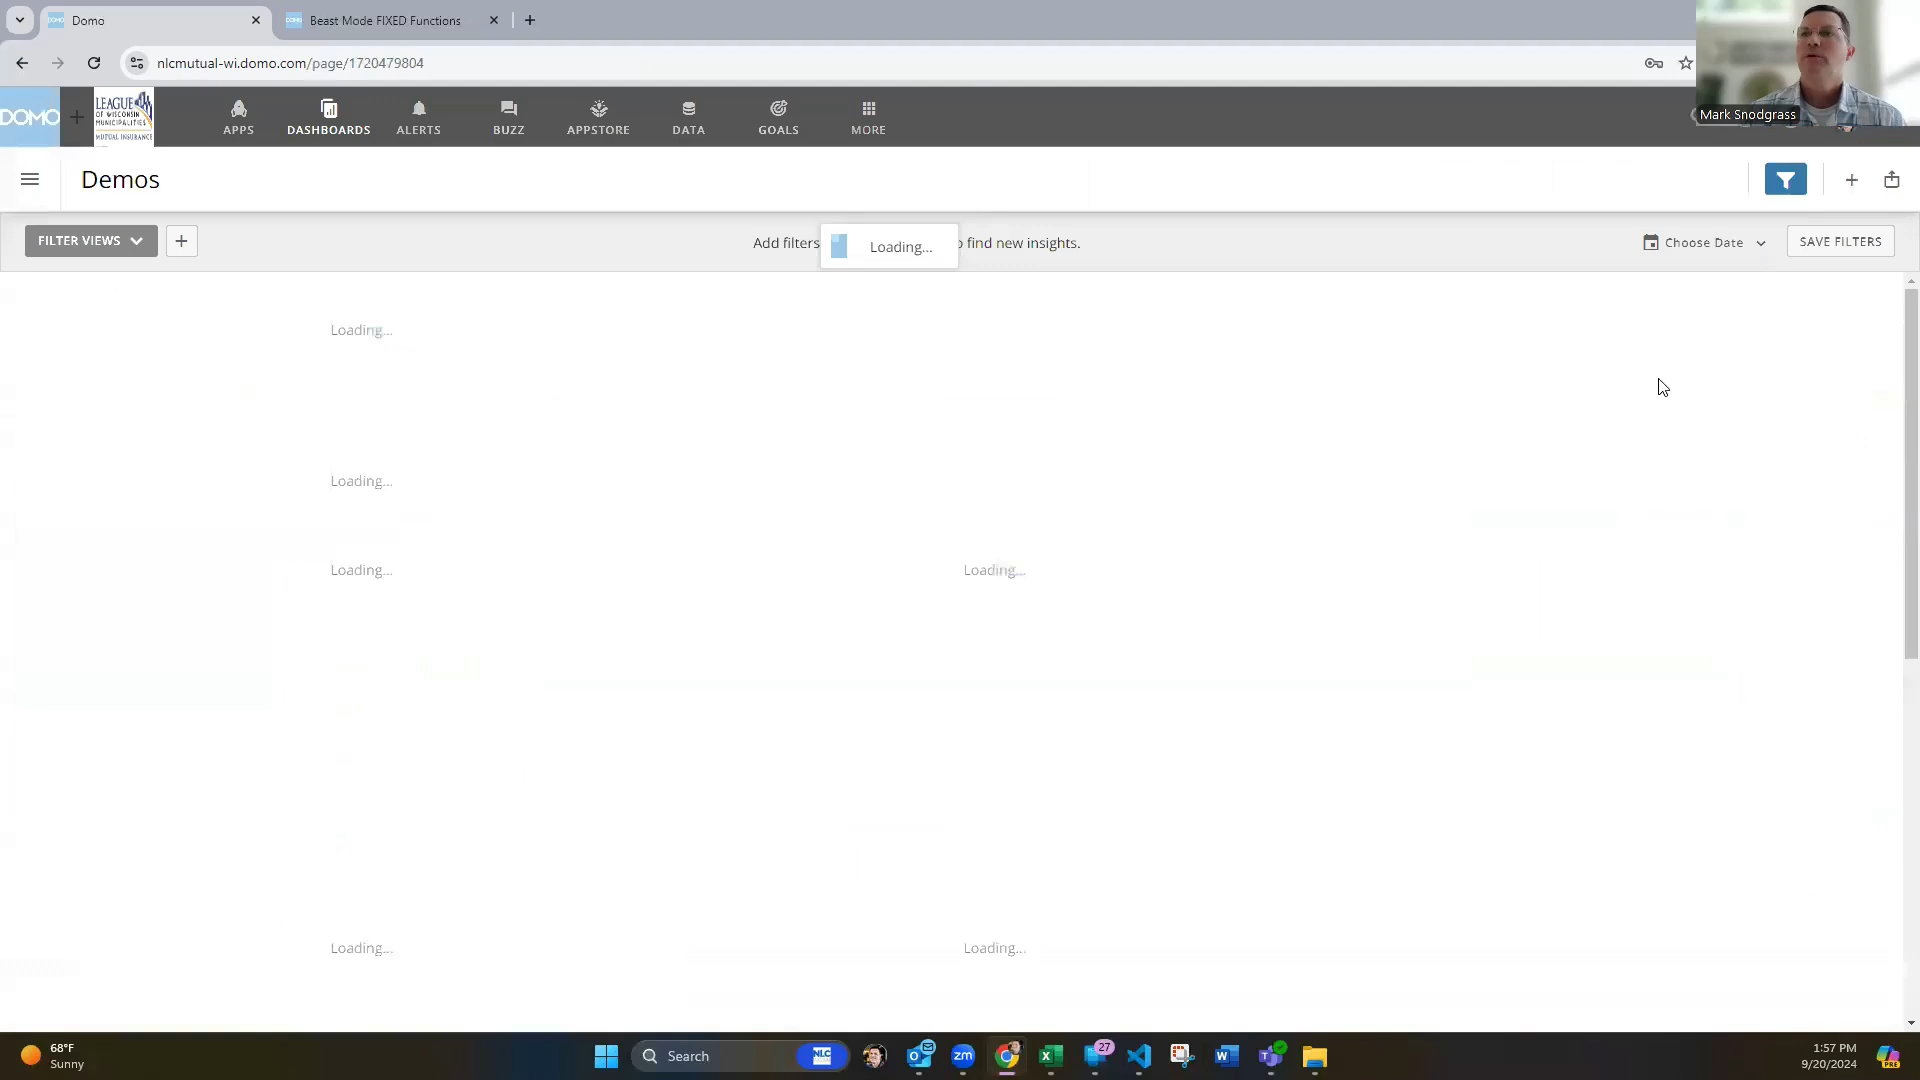 Domo
Beast Mode FIXED Functions
nlcmutual-wi.domo.com/page/1720479804
DOMO
LEAGUE
OF WISCONSIN
MUNICIPALITIES
MUTUAL INSURANCE
APPS
DASHBOARDS
ALERTS
BUZZ
APPSTORE
DATA
GOALS
MORE
Mark Snodgrass
Demos
FILTER VIEWS
Add filters
Loading...
o find new insights.
Choose Date
SAVE FILTERS
Loading...
Loading...
Loading...
Loading...
Loading...
Loading...
68°F
Sunny
Search
NLC
zm
27
1:57 PM
9/20/2024
PRE